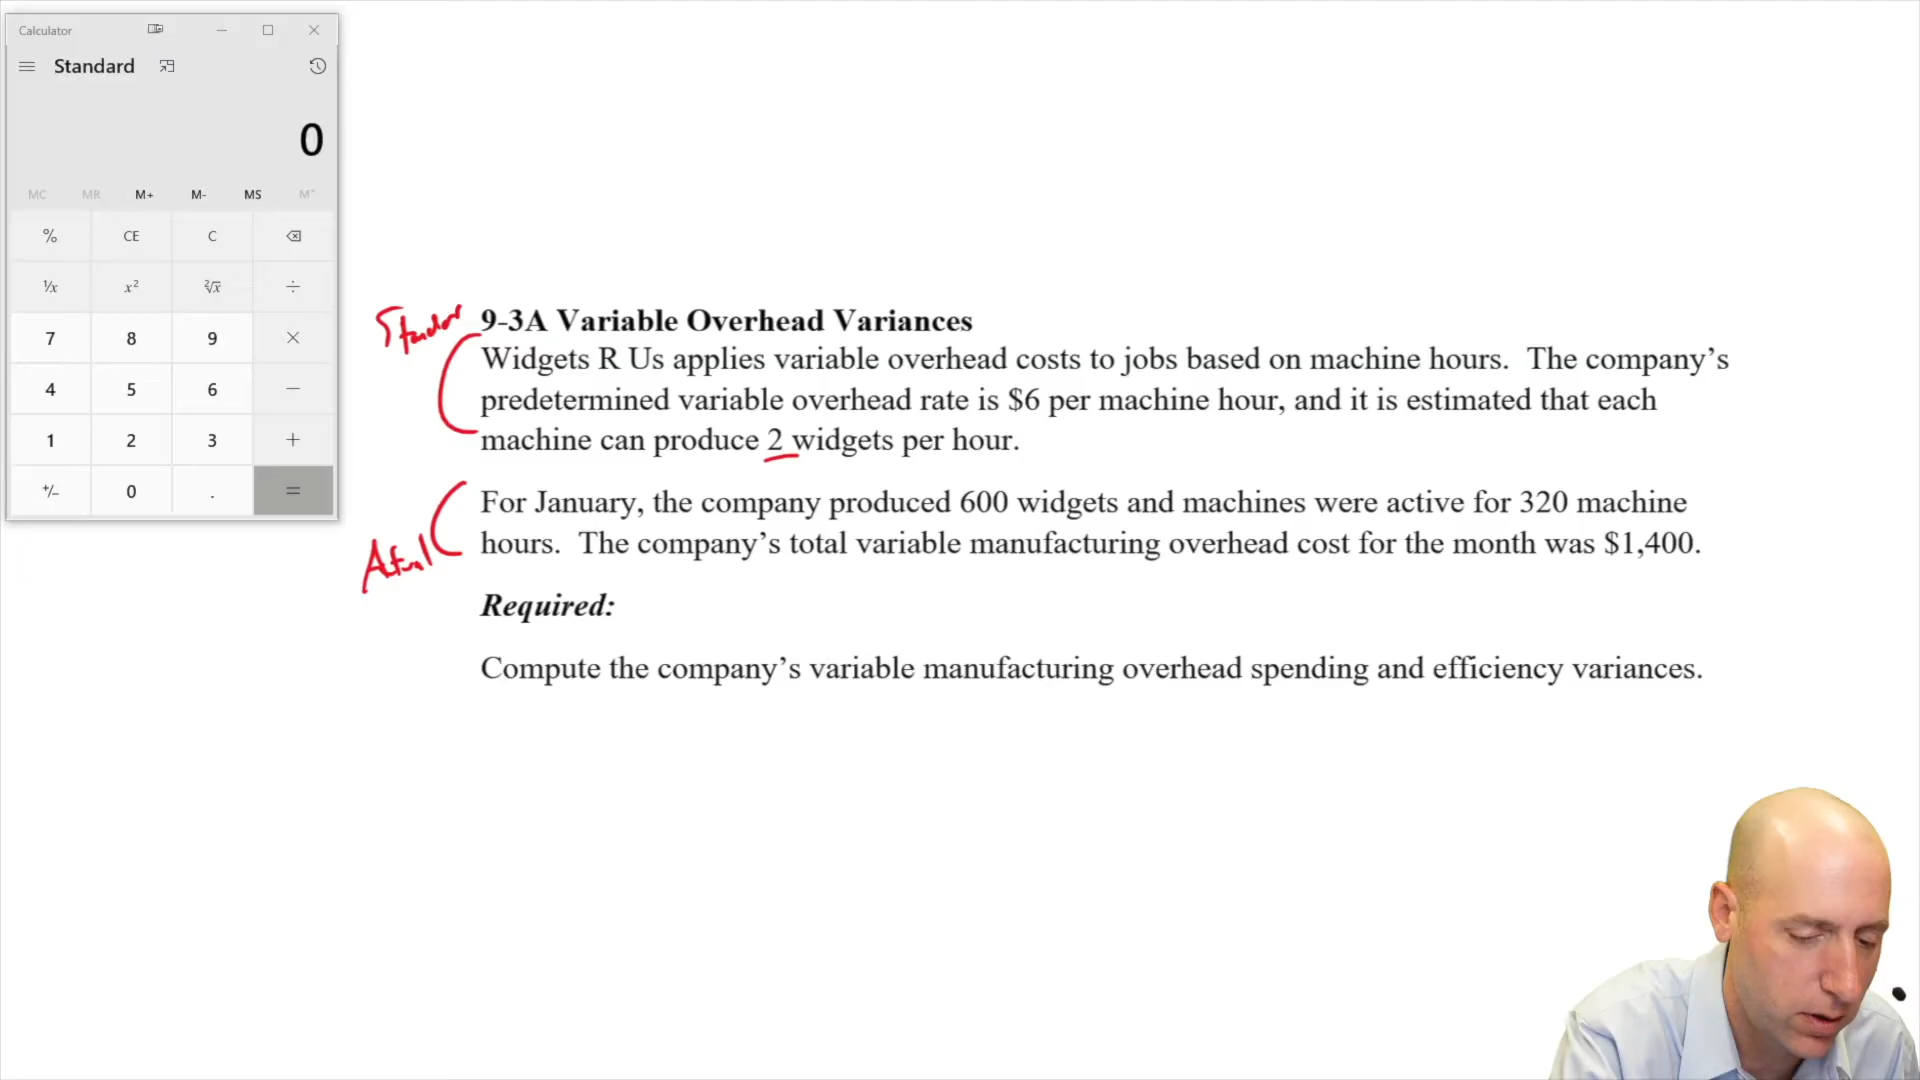 Calculator
Standard
0
MC MR M+ M- MS M˅
% CE C
¹/x x² ²√x ÷
7 8 9 ×
4 5 6 −
1 2 3 +
+/− 0 . =
9-3A Variable Overhead Variances
Widgets R Us applies variable overhead costs to jobs based on machine hours. The company’s
predetermined variable overhead rate is $6 per machine hour, and it is estimated that each
machine can produce 2 widgets per hour.
Actual
For January, the company produced 600 widgets and machines were active for 320 machine
hours. The company’s total variable manufacturing overhead cost for the month was $1,400.
Required:
Compute the company’s variable manufacturing overhead spending and efficiency variances.